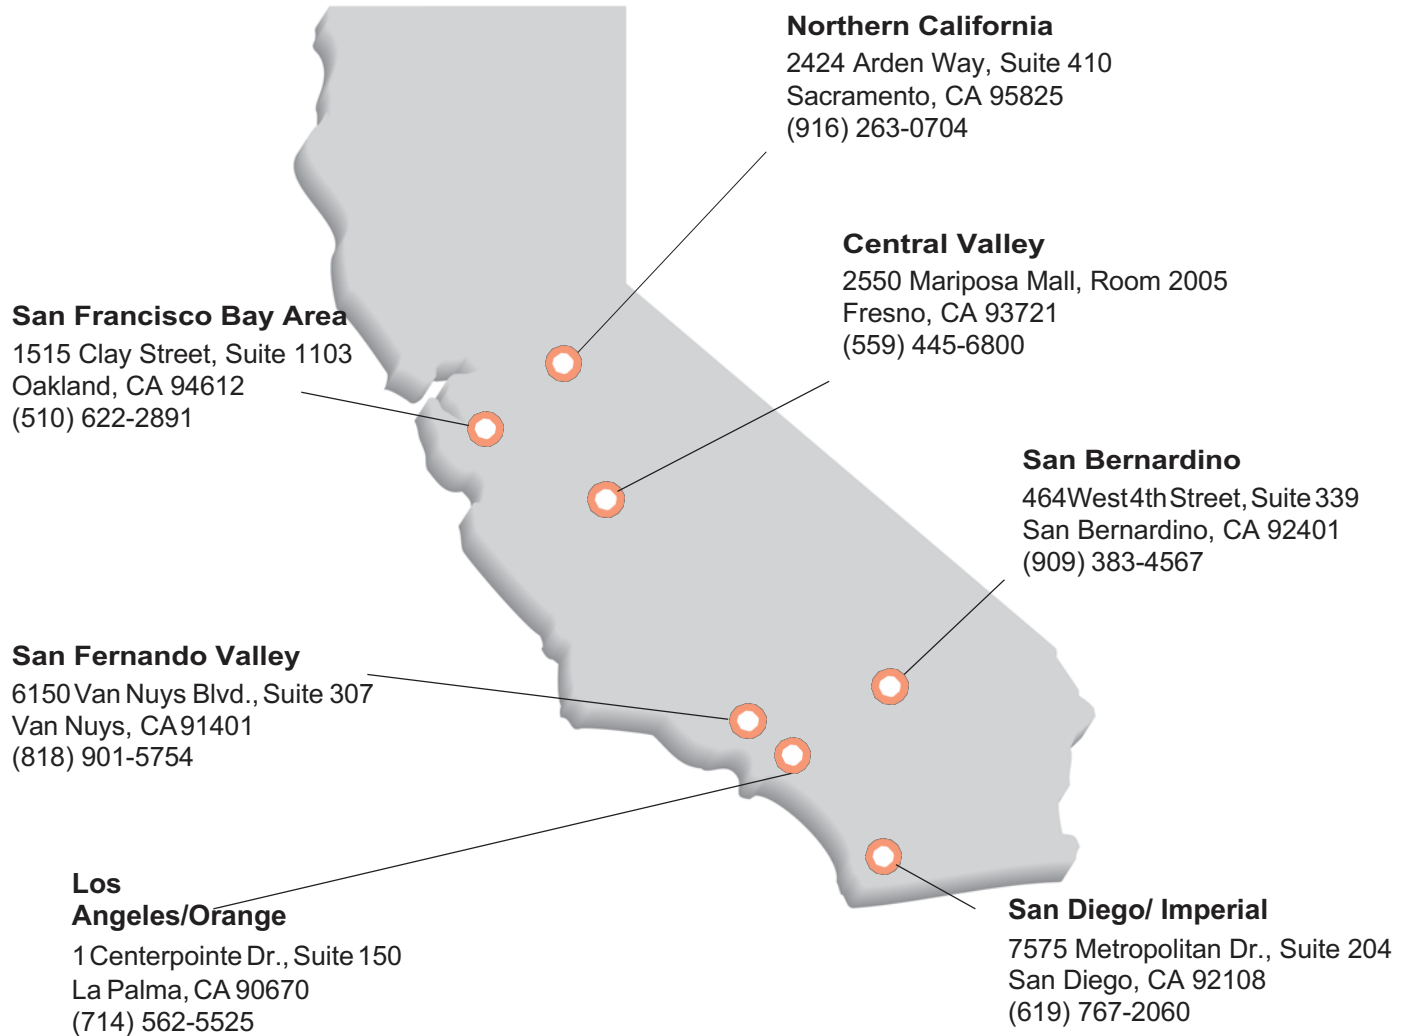 Northern California
2424 Arden Way, Suite 410
Sacramento, CA 95825
(916) 263-0704
Central Valley
2550 Mariposa Mall, Room 2005
Fresno, CA 93721
(559) 445-6800
San Francisco Bay Area
1515 Clay Street, Suite 1103
Oakland, CA 94612
(510) 622-2891
San Bernardino
464 West 4th Street, Suite 339
San Bernardino, CA 92401
(909) 383-4567
San Fernando Valley
6150 Van Nuys Blvd., Suite 307
Van Nuys, CA 91401
(818) 901-5754
Los
Angeles/Orange
1 Centerpointe Dr., Suite 150
La Palma, CA 90670
(714) 562-5525
San Diego/ Imperial
7575 Metropolitan Dr., Suite 204
San Diego, CA 92108
(619) 767-2060